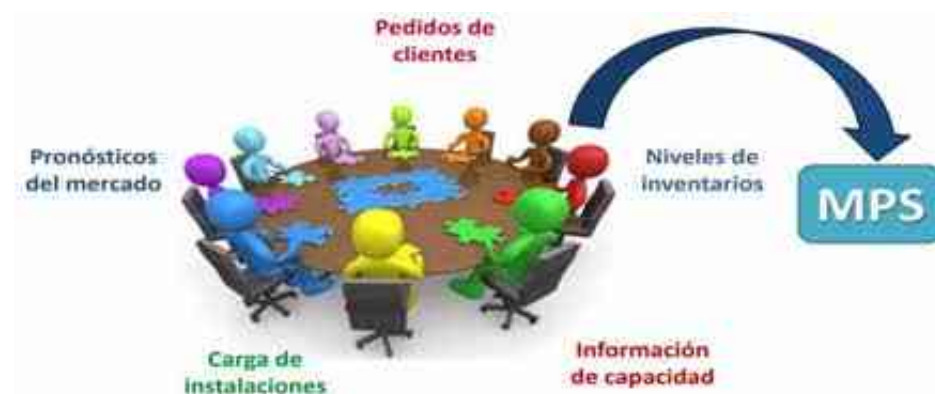 Pedidos de
clientes
Pronósticos
del mercado
Niveles de
inventarios
MPS
Carga de
instalaciones
Información
de capacidad